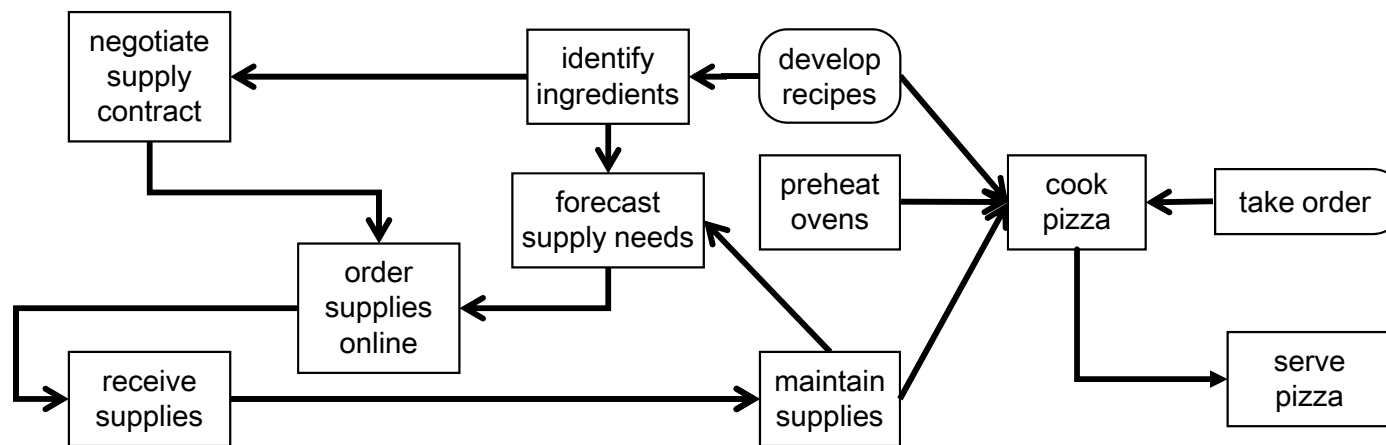 negotiate
supply
contract
identify
ingredients
develop
recipes
forecast
supply needs
preheat
ovens
cook
pizza
take order
order
supplies
online
receive
supplies
maintain
supplies
serve
pizza